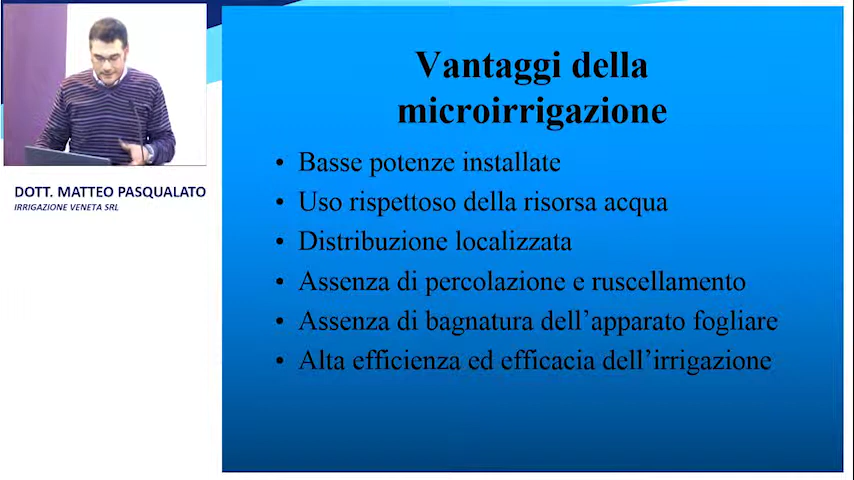 DOTT. MATTEO PASQUALATO
IRRIGAZIONE VENETA SRL
Vantaggi della
microirrigazione
• Basse potenze installate
• Uso rispettoso della risorsa acqua
• Distribuzione localizzata
• Assenza di percolazione e ruscellamento
• Assenza di bagnatura dell’apparato fogliare
• Alta efficienza ed efficacia dell’irrigazione